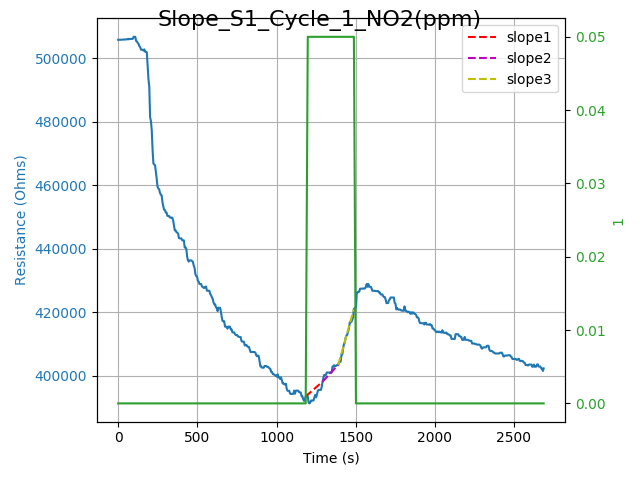 Slope_S1_Cycle_1_NO2(ppm)
slope1
slope2
slope3
500000
480000
460000
440000
420000
400000
Resistance (Ohms)
0.05
0.04
0.03
0.02
0.01
0.00
1
0 500 1000 1500 2000 2500
Time (s)